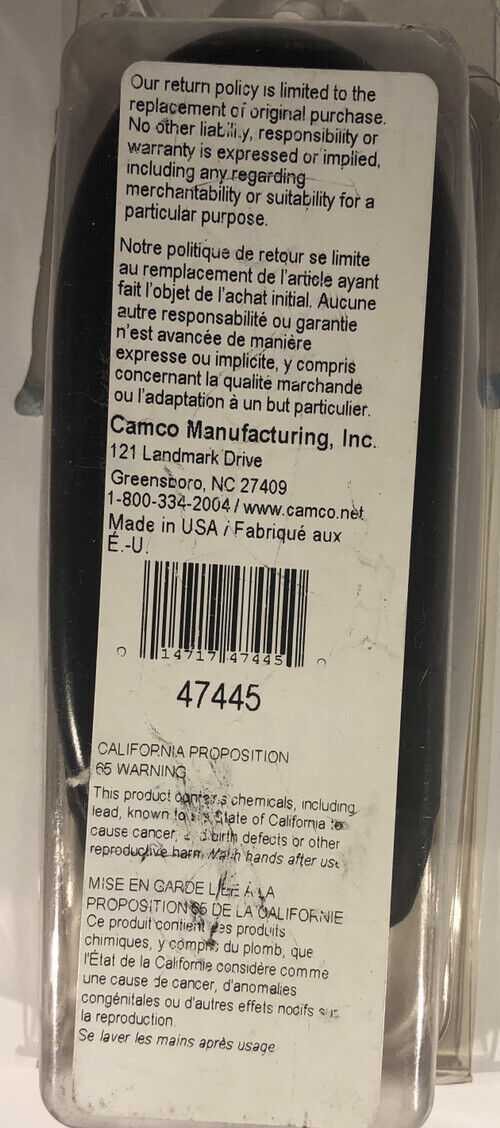 Our return policy is limited to the
replacement of original purchase.
No other liability, responsibility or
warranty is expressed or implied,
including any regarding
merchantability or suitability for a
particular purpose.
Notre politique de retour se limite
au remplacement de l'article ayant
fait l'objet de l'achat initial. Aucune
autre responsabilité ou garantie
n'est avancée de manière
expresse ou implicite, y compris
concernant la qualité marchande
ou l'adaptation à un but particulier.
Camco Manufacturing, Inc.
121 Landmark Drive
Greensboro, NC 27409
1-800-334-2004 / www.camco.net
Made in USA / Fabriqué aux
É.-U.
0 14717 47445 0
47445
CALIFORNIA PROPOSITION
65 WARNING
This product contains chemicals, including
lead, known to the State of California to
cause cancer, and birth defects or other
reproductive harm. Wash hands after use
MISE EN GARDE LIÉE À LA
PROPOSITION 65 DE LA CALIFORNIE
Ce produit contient des produits
chimiques, y compris du plomb, que
l'État de la Californie considère comme
une cause de cancer, d'anomalies
congénitales ou d'autres effets nocifs sur
la reproduction.
Se laver les mains après usage